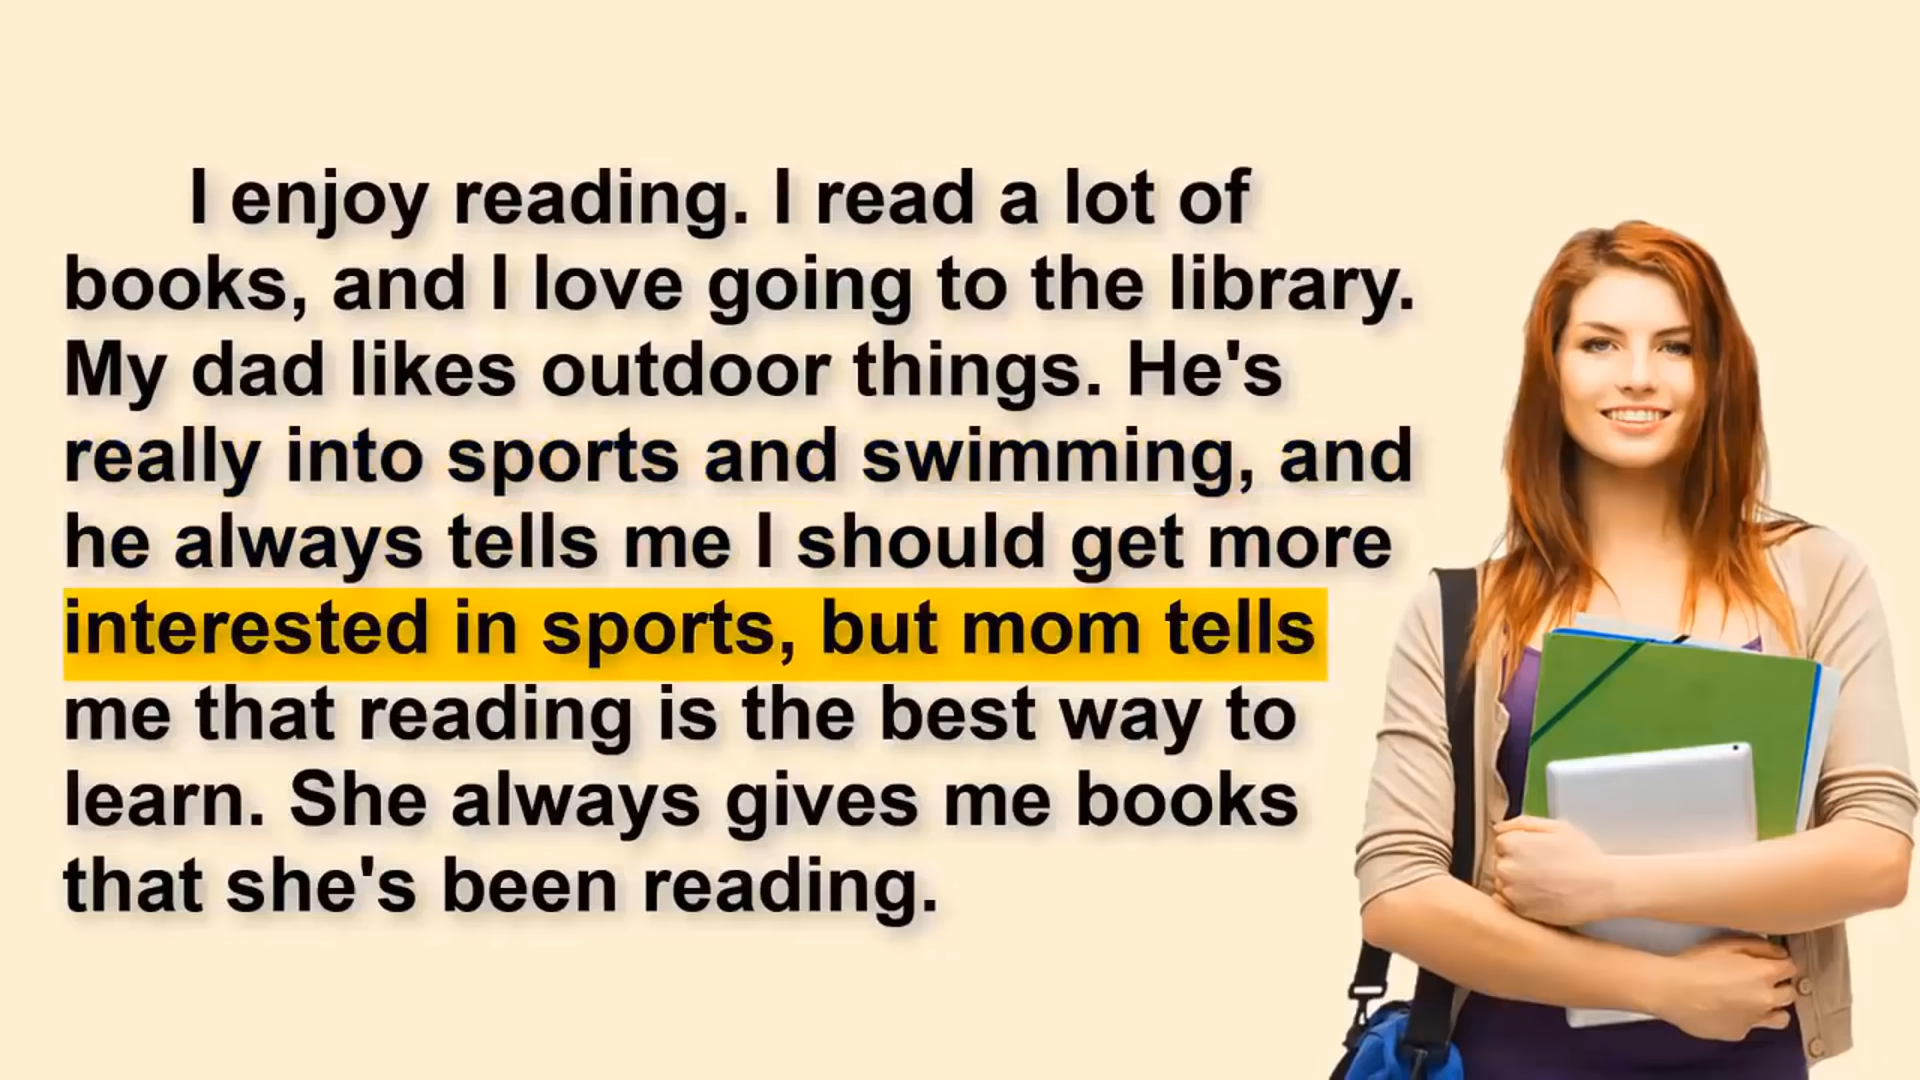 I enjoy reading. I read a lot of
books, and I love going to the library.
My dad likes outdoor things. He's
really into sports and swimming, and
he always tells me I should get more
interested in sports, but mom tells
me that reading is the best way to
learn. She always gives me books
that she's been reading.